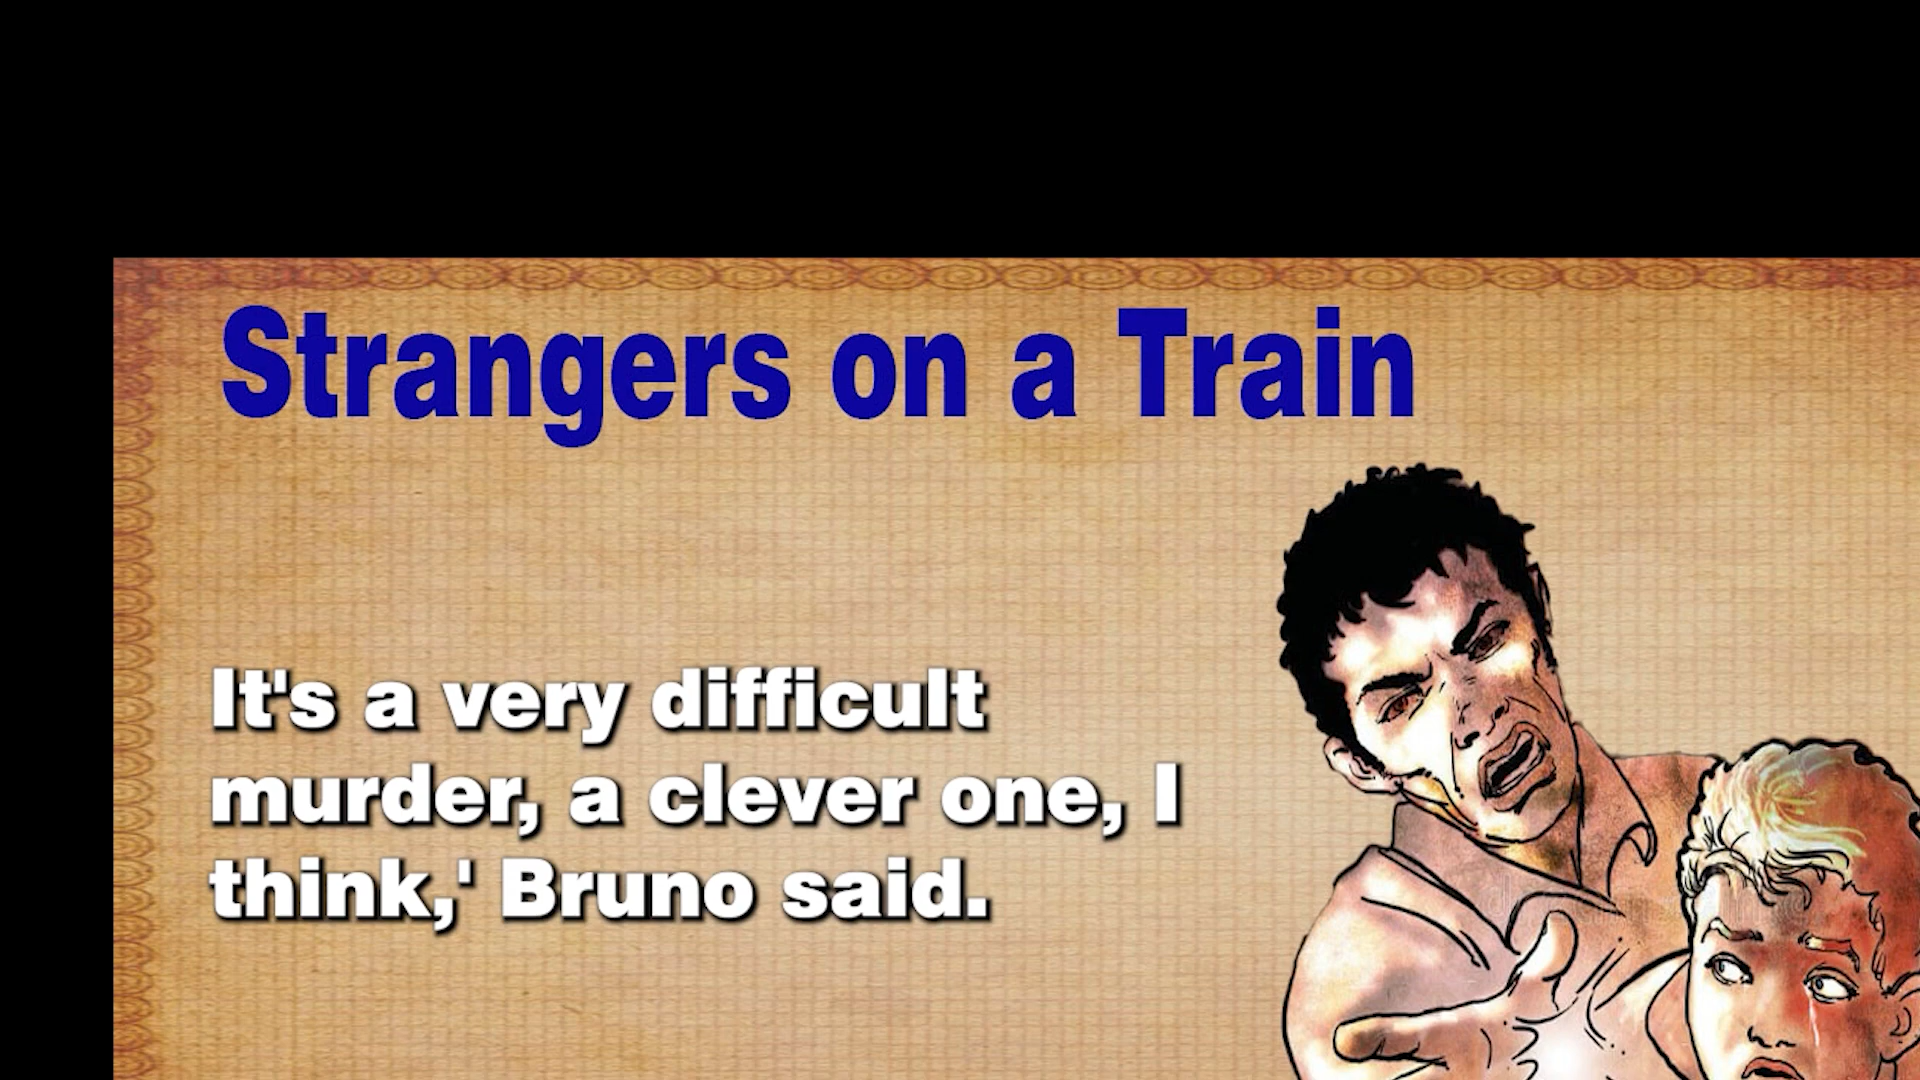 Strangers on a Train
It's a very difficult
murder, a clever one, I
think,' Bruno said.